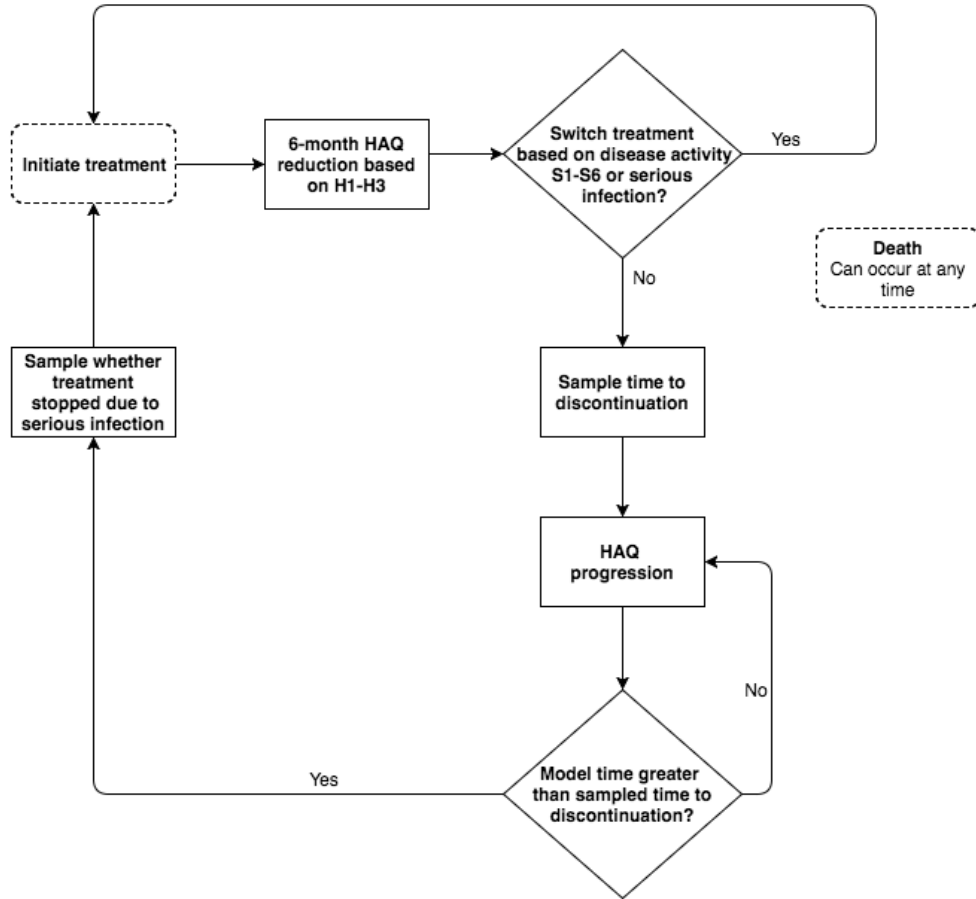 Initiate treatment
6-month HAQ
reduction based
on H1-H3
Switch treatment
based on disease activity
S1-S6 or serious
infection?
Yes
Death
Can occur at any
time
No
Sample whether
treatment
stopped due to
serious infection
Sample time to
discontinuation
HAQ
progression
No
Yes
Model time greater
than sampled time to
discontinuation?